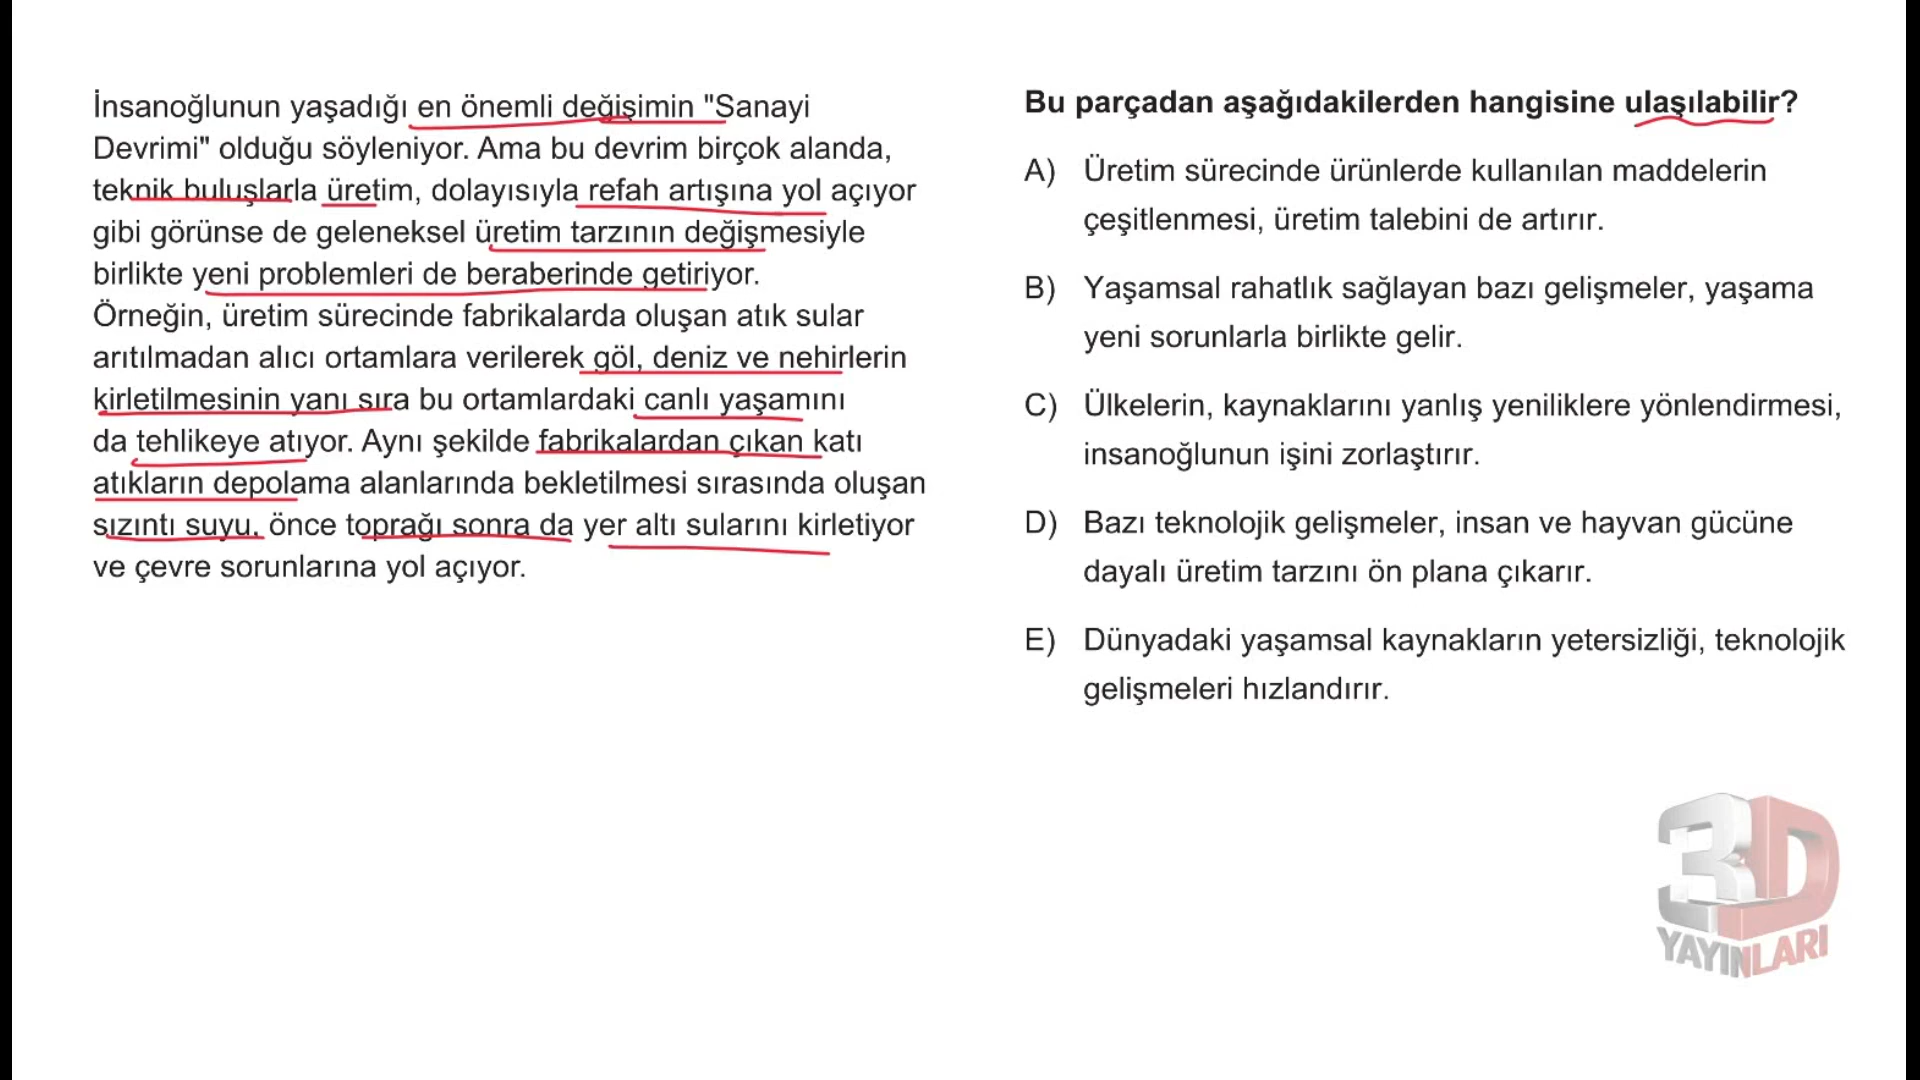 İnsanoğlunun yaşadığı en önemli değişimin "Sanayi
Devrimi" olduğu söyleniyor. Ama bu devrim birçok alanda,
teknik buluşlarla üretim, dolayısıyla refah artışına yol açıyor
gibi görünse de geleneksel üretim tarzının değişmesiyle
birlikte yeni problemleri de beraberinde getiriyor.
Örneğin, üretim sürecinde fabrikalarda oluşan atık sular
arıtılmadan alıcı ortamlara verilerek göl, deniz ve nehirlerin
kirletilmesinin yanı sıra bu ortamlardaki canlı yaşamını
da tehlikeye atıyor. Aynı şekilde fabrikalardan çıkan katı
atıkların depolama alanlarında bekletilmesi sırasında oluşan
sızıntı suyu, önce toprağı sonra da yer altı sularını kirletiyor
ve çevre sorunlarına yol açıyor.
Bu parçadan aşağıdakilerden hangisine ulaşılabilir?
A) Üretim sürecinde ürünlerde kullanılan maddelerin
çeşitlenmesi, üretim talebini de artırır.
B) Yaşamsal rahatlık sağlayan bazı gelişmeler, yaşama
yeni sorunlarla birlikte gelir.
C) Ülkelerin, kaynaklarını yanlış yeniliklere yönlendirmesi,
insanoğlunun işini zorlaştırır.
D) Bazı teknolojik gelişmeler, insan ve hayvan gücüne
dayalı üretim tarzını ön plana çıkarır.
E) Dünyadaki yaşamsal kaynakların yetersizliği, teknolojik
gelişmeleri hızlandırır.
3D
YAYINLARI